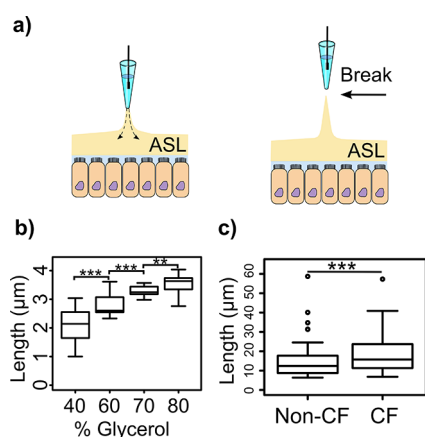 a)
Break
ASL
ASL
b)
c)
Length (µm)
4
3
2
1
0
***
***
**
40 60 70 80
% Glycerol
Length (µm)
60
50
40
30
20
10
0
***
Non-CF CF